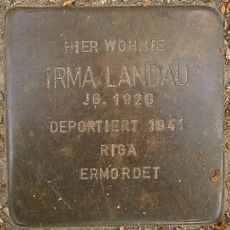 HIER WOHNTE
IRMA LANDAU
JG. 1920
DEPORTIERT 1941
RIGA
ERMORDET